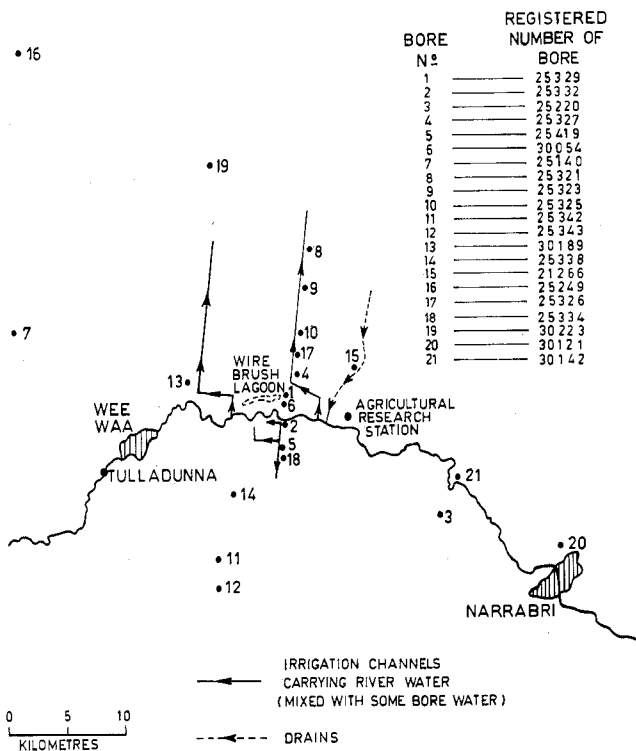 REGISTERED
BORE NUMBER OF
Nº BORE
1 25329
2 25332
3 25220
4 25327
5 25419
6 30054
7 25140
8 25321
9 25323
10 25325
11 25342
12 25343
13 30189
14 25338
15 21266
16 25249
17 25326
18 25334
19 30223
20 30121
21 30142
16
19
8
9
7
10
17
15
4
13
WIRE
BRUSH
LAGOON
1
6
2
AGRICULTURAL
RESEARCH
STATION
WEE
WAA
5
18
TULLADUNNA
21
14
3
20
11
12
NARRABRI
IRRIGATION CHANNELS
CARRYING RIVER WATER
(MIXED WITH SOME BORE WATER)
0 5 10
KILOMETRES
DRAINS